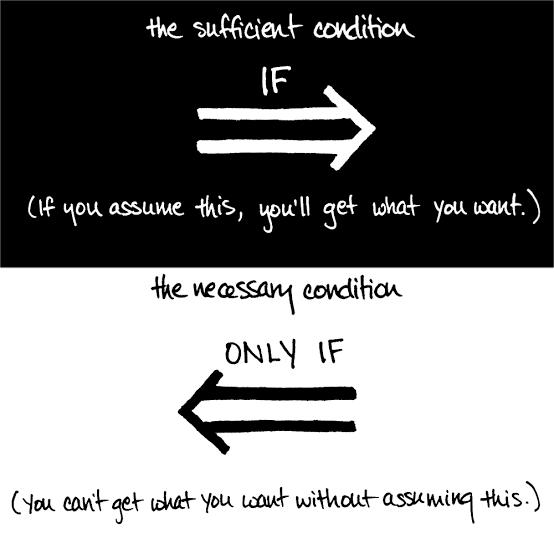 the sufficient condition
IF
(If you assume this, you'll get what you want.)
the necessary condition
ONLY IF
(You can't get what you want without assuming this.)